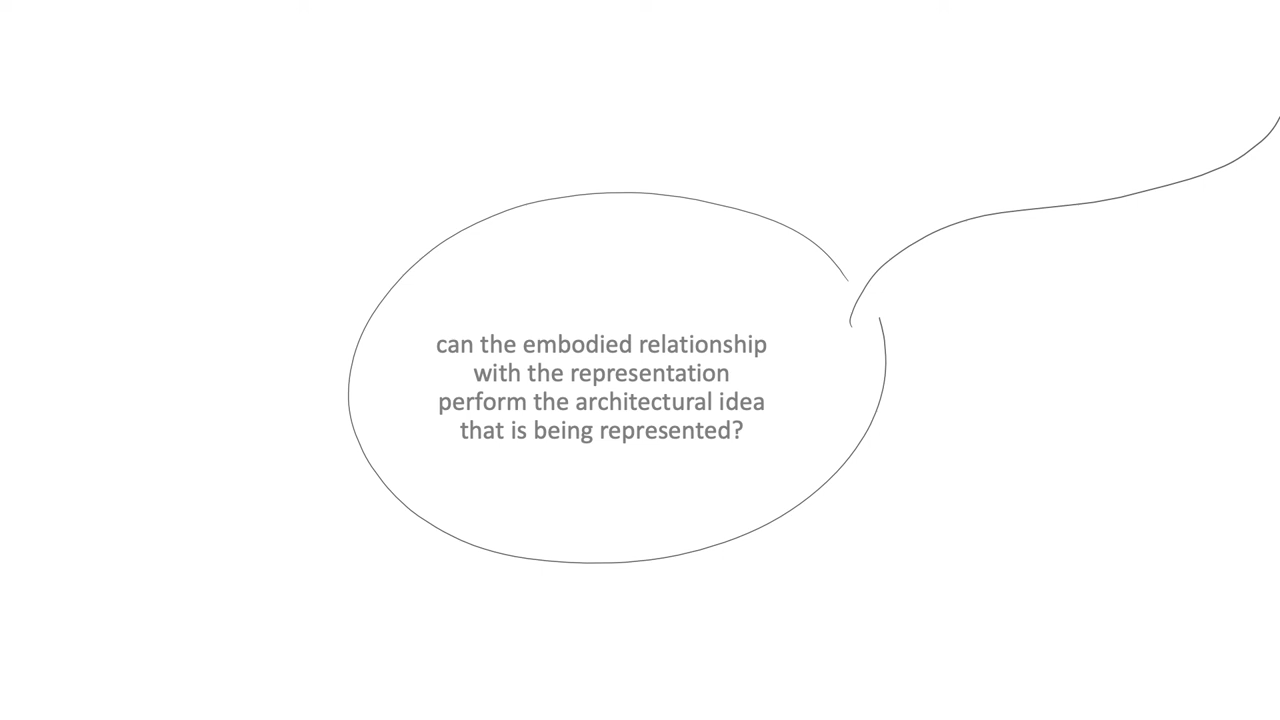 can the embodied relationship
with the representation
perform the architectural idea
that is being represented?